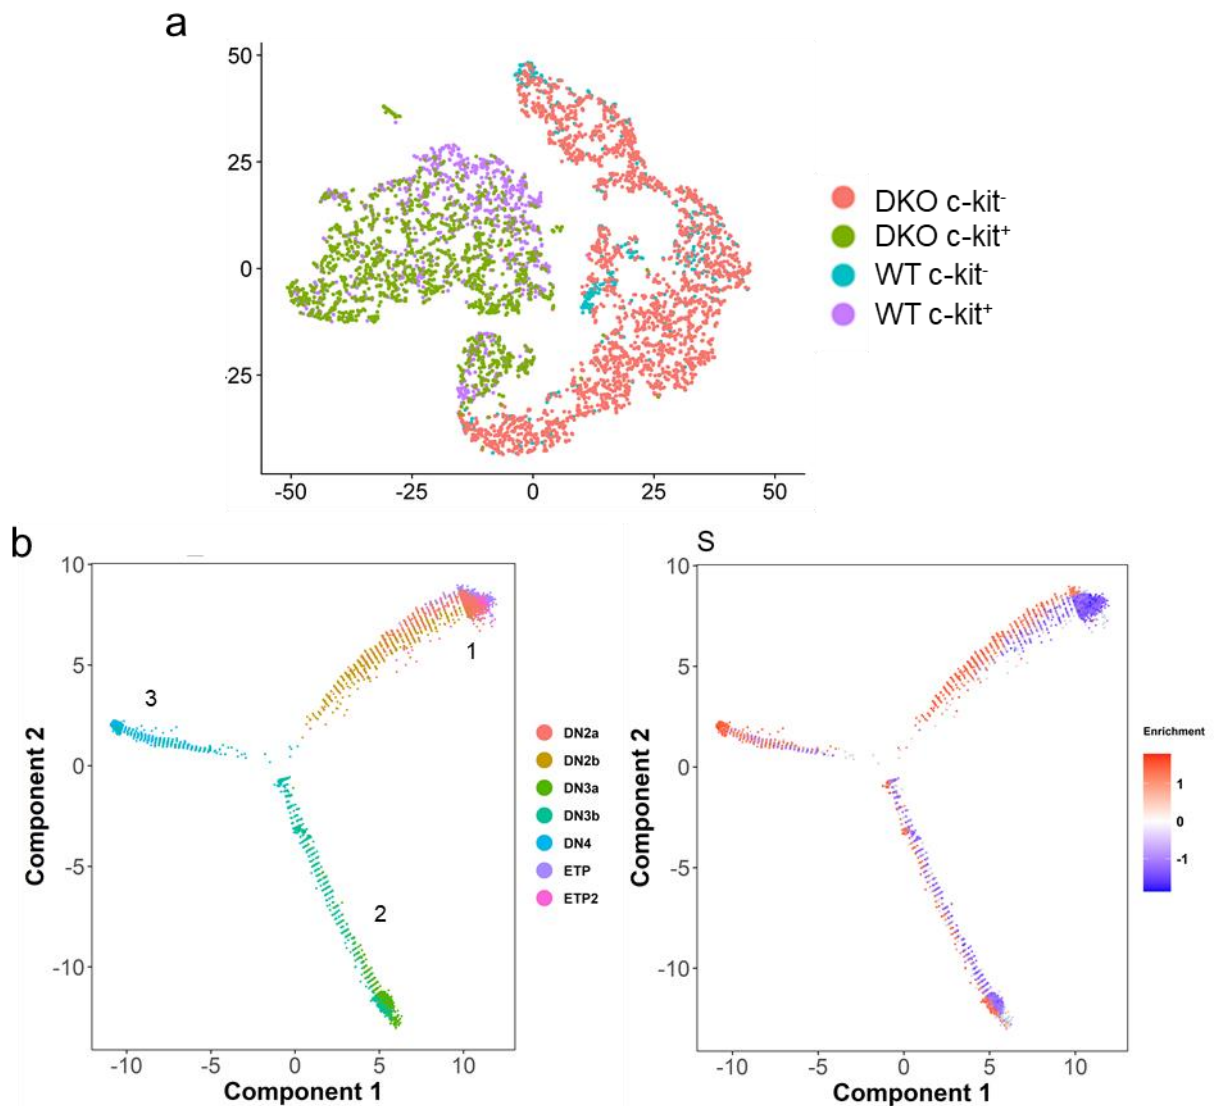 a
50
25
0
-25
-50
-25
0
25
50
DKO c-kit-
DKO c-kit+
WT c-kit-
WT c-kit+
b
S
10
5
0
-5
-10
-10
-5
0
5
10
Component 1
Component 2
1
2
3
DN2a
DN2b
DN3a
DN3b
DN4
ETP
ETP2
10
5
0
-5
-10
-10
-5
0
5
10
Component 1
Component 2
Enrichment
1
0
-1